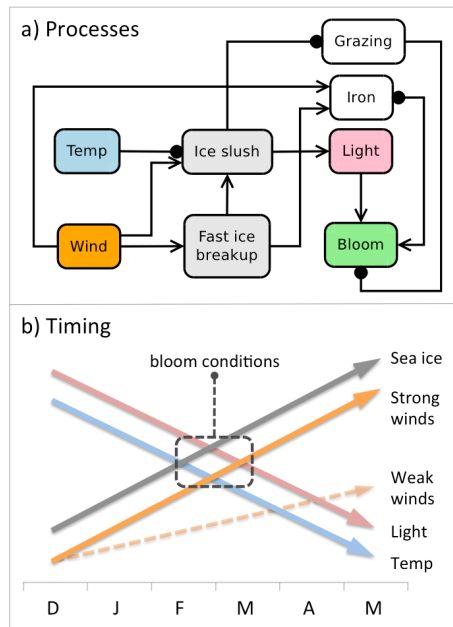 a) Processes
Grazing
Iron
Temp
Ice slush
Light
Wind
Fast ice
breakup
Bloom
b) Timing
bloom conditions
Sea ice
Strong
winds
Weak
winds
Light
Temp
D J F M A M